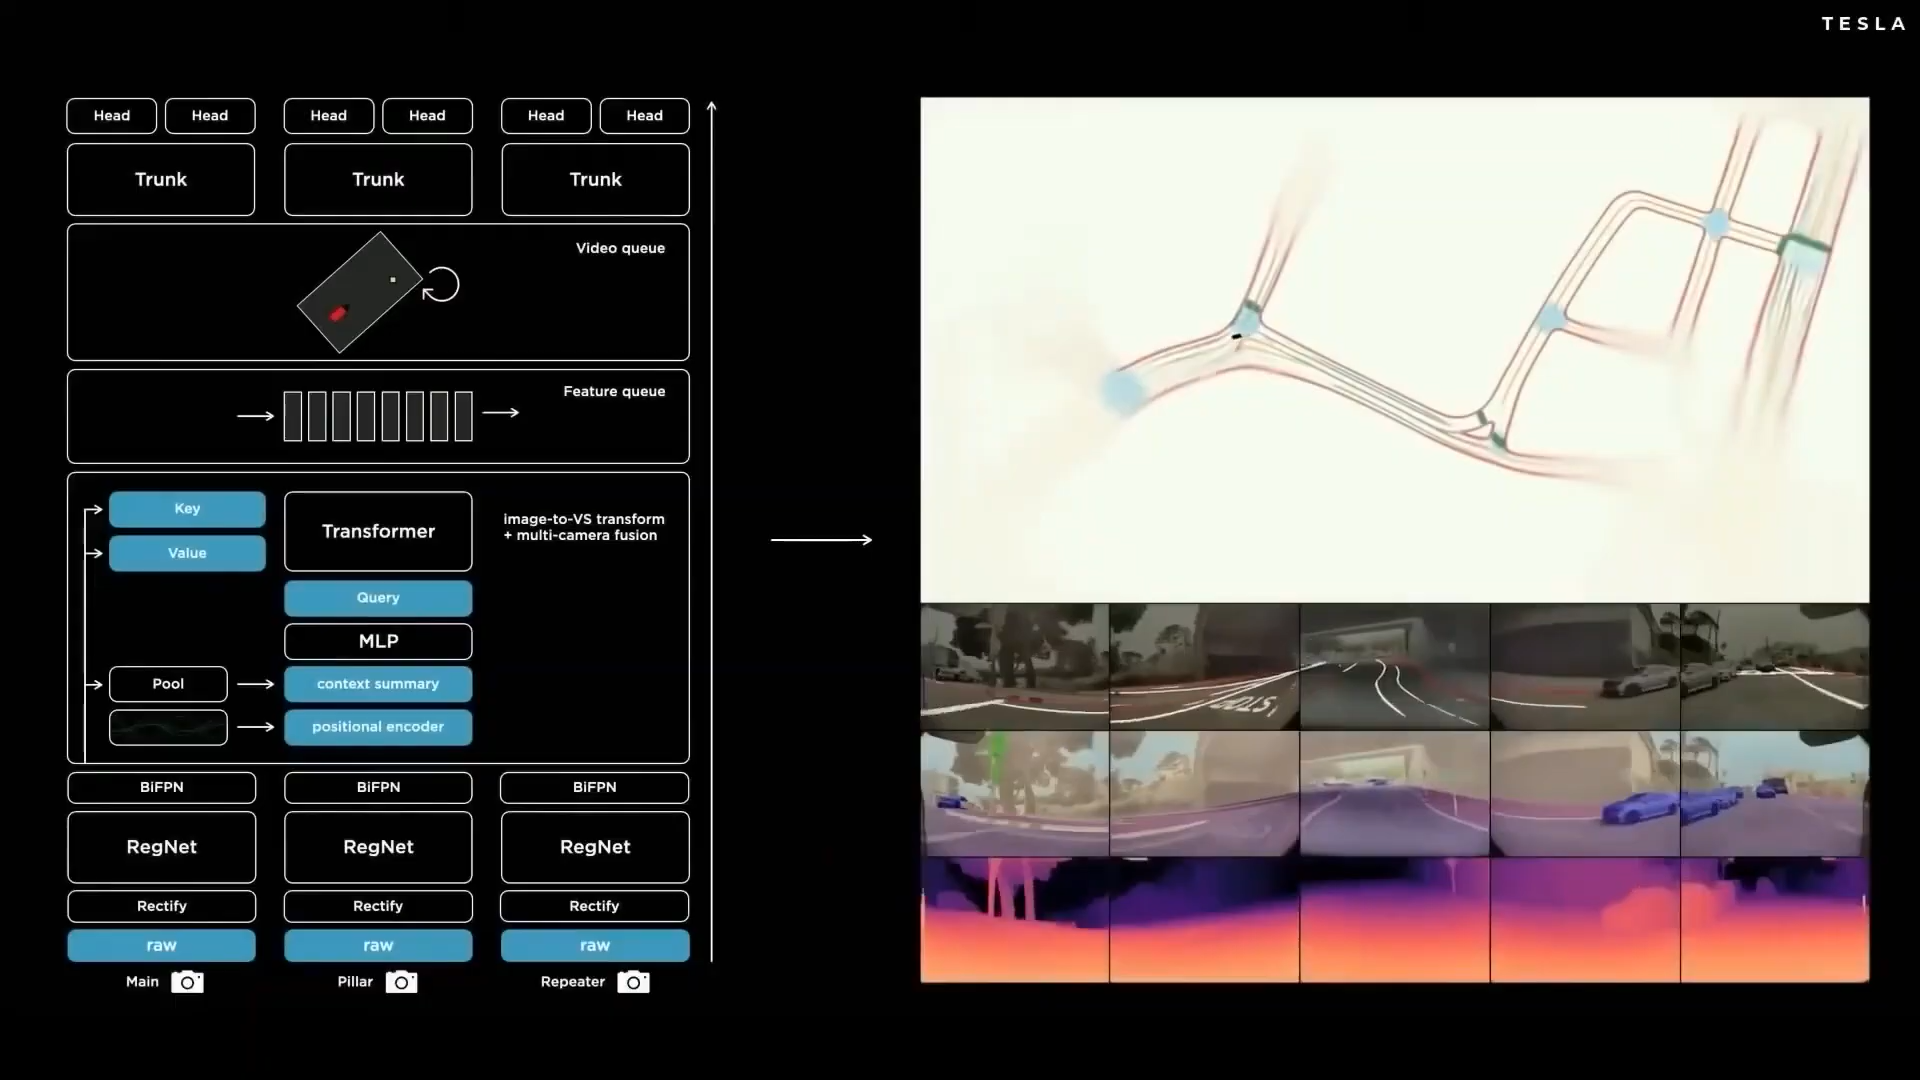 TESLA
Head Head Head Head Head Head
Trunk Trunk Trunk
Video queue
Feature queue
Key
Value
Transformer
image-to-VS transform
+ multi-camera fusion
Query
MLP
Pool
context summary
positional encoder
BiFPN BiFPN BiFPN
RegNet RegNet RegNet
Rectify Rectify Rectify
raw raw raw
Main Pillar Repeater
STOP